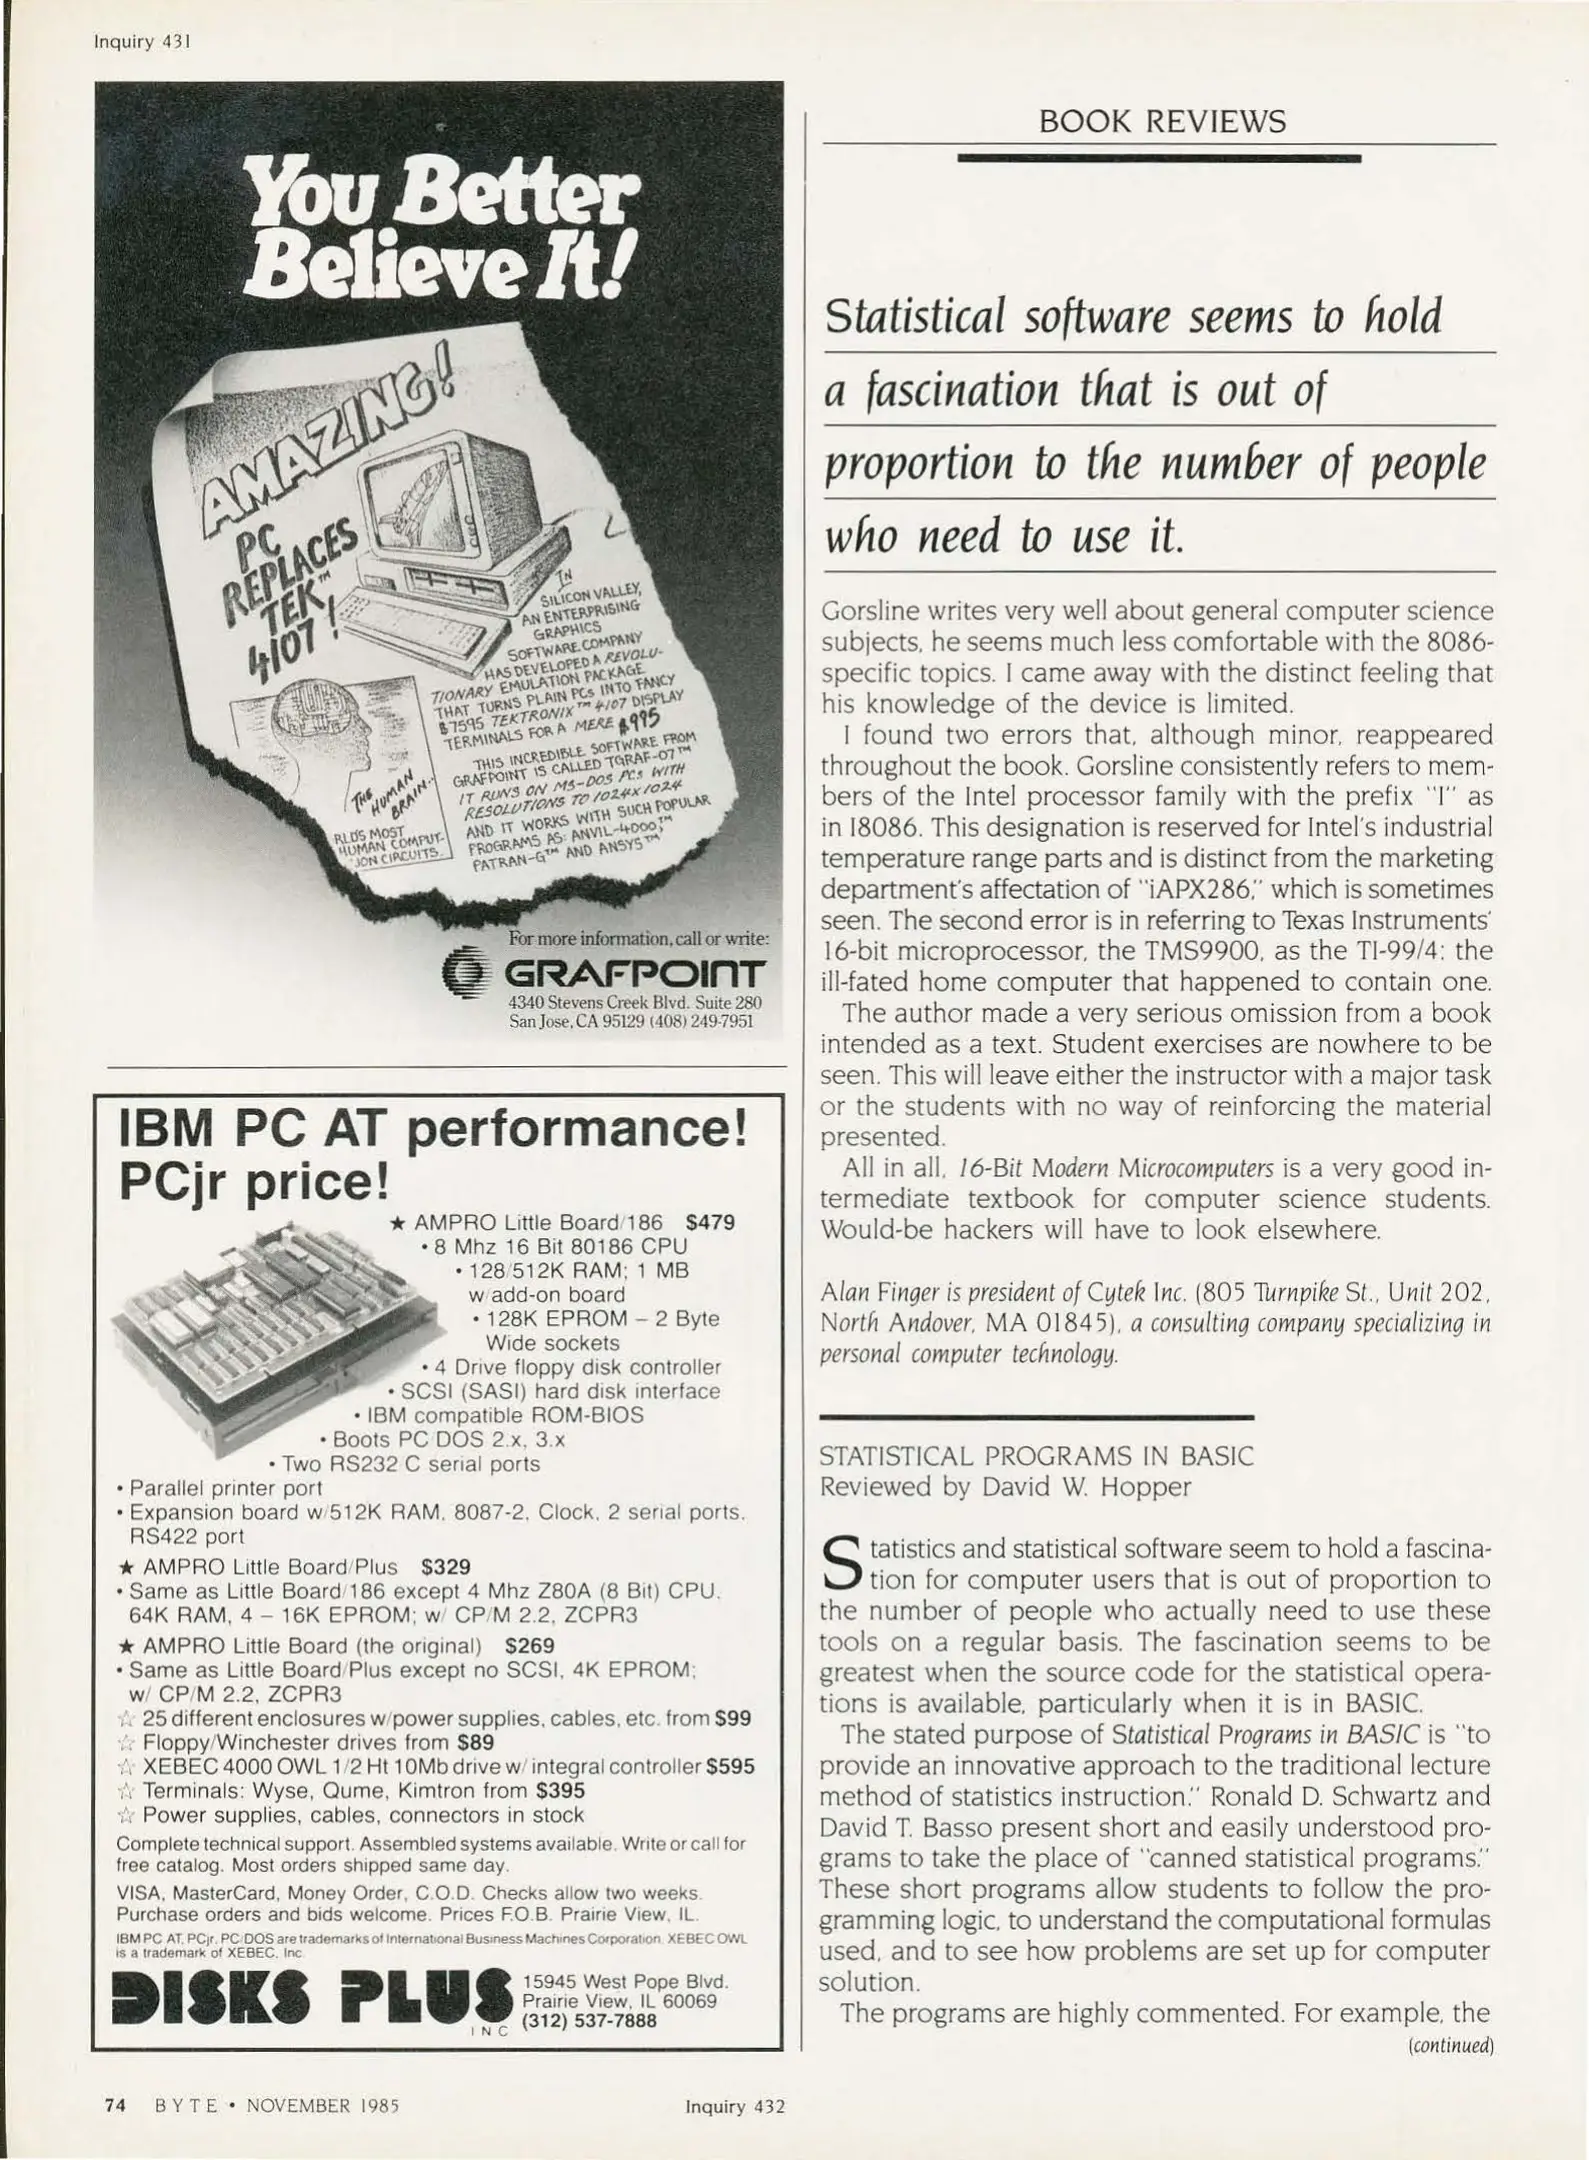 Inquiry 431
You Better
Believe It!
AMAZING!
PC
REPLACES
TEK™
4107!
IN
SILICON VALLEY,
AN ENTERPRISING
GRAPHICS
SOFTWARE COMPANY
HAS DEVELOPED A REVOLU-
TIONARY EMULATION PACKAGE
THAT TURNS PLAIN PCs INTO FANCY
$7595 TEKTRONIX™ 4107 DISPLAY
TERMINALS FOR A MERE $995
THIS INCREDIBLE SOFTWARE FROM
GRAFPOINT IS CALLED TGRAF-07™
IT RUNS ON MS-DOS PCs WITH
RESOLUTIONS TO 1024x1024
AND IT WORKS WITH SUCH POPULAR
PROGRAMS AS: ANVIL-4000,™
PATRAN-G™ AND ANSYS™
THE
HUMAN
BRAIN..
RLD'S MOST
HUMAN COMPUT-
ION CIRCUITS.
For more information, call or write:
GRAFPOINT
4340 Stevens Creek Blvd. Suite 280
San Jose, CA 95129 (408) 249-7951
IBM PC AT performance!
PCjr price!
★ AMPRO Little Board/186 $479
• 8 Mhz 16 Bit 80186 CPU
• 128/512K RAM; 1 MB
w/add-on board
• 128K EPROM – 2 Byte
Wide sockets
• 4 Drive floppy disk controller
• SCSI (SASI) hard disk interface
• IBM compatible ROM-BIOS
• Boots PC DOS 2.x, 3.x
• Two RS232 C serial ports
• Parallel printer port
• Expansion board w/512K RAM, 8087-2, Clock, 2 serial ports,
RS422 port
★ AMPRO Little Board/Plus $329
• Same as Little Board/186 except 4 Mhz Z80A (8 Bit) CPU,
64K RAM, 4 – 16K EPROM; w/ CP/M 2.2, ZCPR3
★ AMPRO Little Board (the original) $269
• Same as Little Board/Plus except no SCSI, 4K EPROM;
w/ CP/M 2.2, ZCPR3
☆ 25 different enclosures w/power supplies, cables, etc. from $99
☆ Floppy/Winchester drives from $89
☆ XEBEC 4000 OWL 1/2 Ht 10Mb drive w/ integral controller $595
☆ Terminals: Wyse, Qume, Kimtron from $395
☆ Power supplies, cables, connectors in stock
Complete technical support. Assembled systems available. Write or call for
free catalog. Most orders shipped same day.
VISA, MasterCard, Money Order, C.O.D. Checks allow two weeks.
Purchase orders and bids welcome. Prices F.O.B. Prairie View, IL.
IBM PC AT, PCjr, PC/DOS are trademarks of International Business Machines Corporation. XEBEC OWL
is a trademark of XEBEC, Inc.
DISKS PLUS
INC
15945 West Pope Blvd.
Prairie View, IL 60069
(312) 537-7888
74 BYTE • NOVEMBER 1985
Inquiry 432
BOOK REVIEWS
Statistical software seems to hold
a fascination that is out of
proportion to the number of people
who need to use it.
Gorsline writes very well about general computer science
subjects, he seems much less comfortable with the 8086-
specific topics. I came away with the distinct feeling that
his knowledge of the device is limited.
I found two errors that, although minor, reappeared
throughout the book. Gorsline consistently refers to mem-
bers of the Intel processor family with the prefix "I" as
in I8086. This designation is reserved for Intel's industrial
temperature range parts and is distinct from the marketing
department's affectation of "iAPX286," which is sometimes
seen. The second error is in referring to Texas Instruments'
16-bit microprocessor, the TMS9900, as the TI-99/4: the
ill-fated home computer that happened to contain one.
The author made a very serious omission from a book
intended as a text. Student exercises are nowhere to be
seen. This will leave either the instructor with a major task
or the students with no way of reinforcing the material
presented.
All in all, 16-Bit Modern Microcomputers is a very good in-
termediate textbook for computer science students.
Would-be hackers will have to look elsewhere.
Alan Finger is president of Cytek Inc. (805 Turnpike St., Unit 202,
North Andover, MA 01845), a consulting company specializing in
personal computer technology.
STATISTICAL PROGRAMS IN BASIC
Reviewed by David W. Hopper
Statistics and statistical software seem to hold a fascina-
tion for computer users that is out of proportion to
the number of people who actually need to use these
tools on a regular basis. The fascination seems to be
greatest when the source code for the statistical opera-
tions is available, particularly when it is in BASIC.
The stated purpose of Statistical Programs in BASIC is "to
provide an innovative approach to the traditional lecture
method of statistics instruction." Ronald D. Schwartz and
David T. Basso present short and easily understood pro-
grams to take the place of "canned statistical programs."
These short programs allow students to follow the pro-
gramming logic, to understand the computational formulas
used, and to see how problems are set up for computer
solution.
The programs are highly commented. For example, the
(continued)